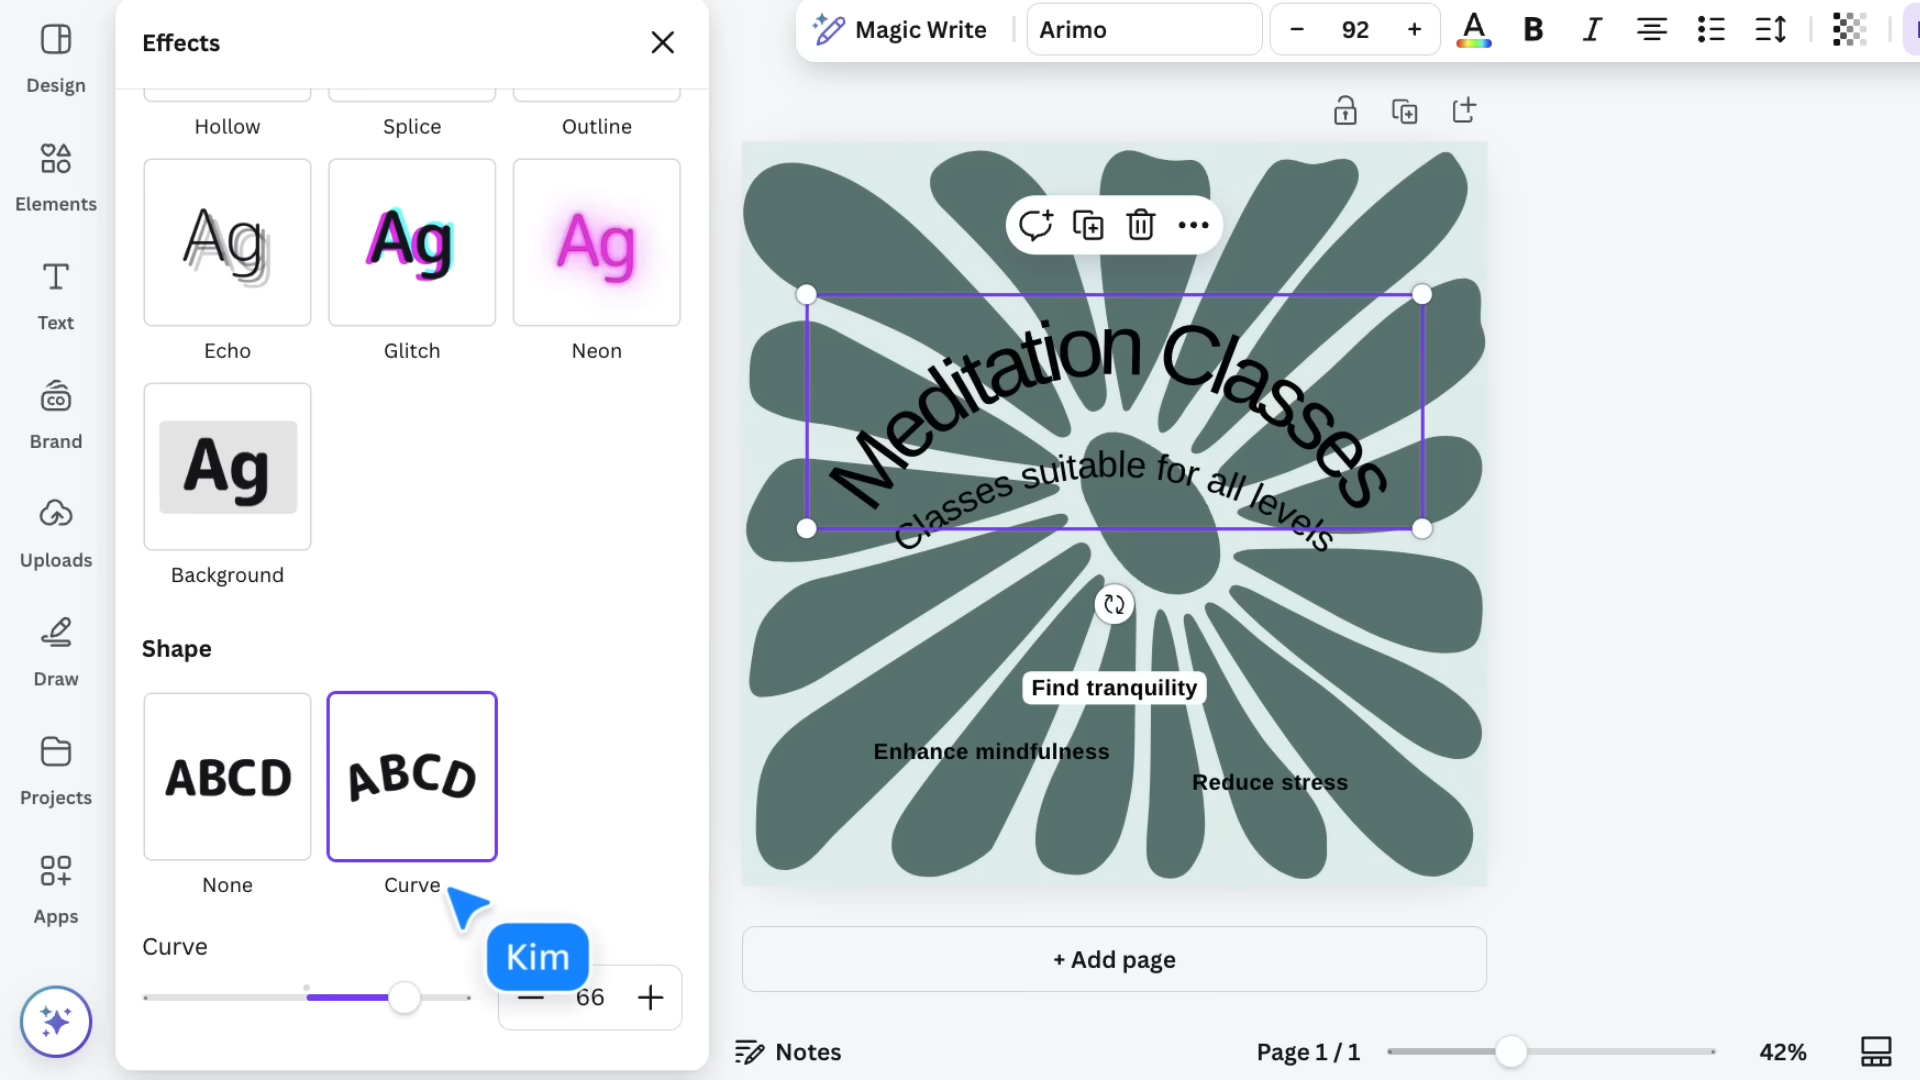 Design
Elements
Text
Brand
CO
Uploads
Draw
Projects
Apps
Effects
Hollow
Splice
Outline
Ag
Ag
Ag
Echo
Glitch
Neon
Ag
Background
Shape
ABCD
ABCD
None
Curve
Kim
Curve
66
Magic Write
Arimo
92
A
B
I
Meditation Classes
Classes suitable for all levels
Find tranquility
Enhance mindfulness
Reduce stress
+ Add page
Notes
Page 1 / 1
42%